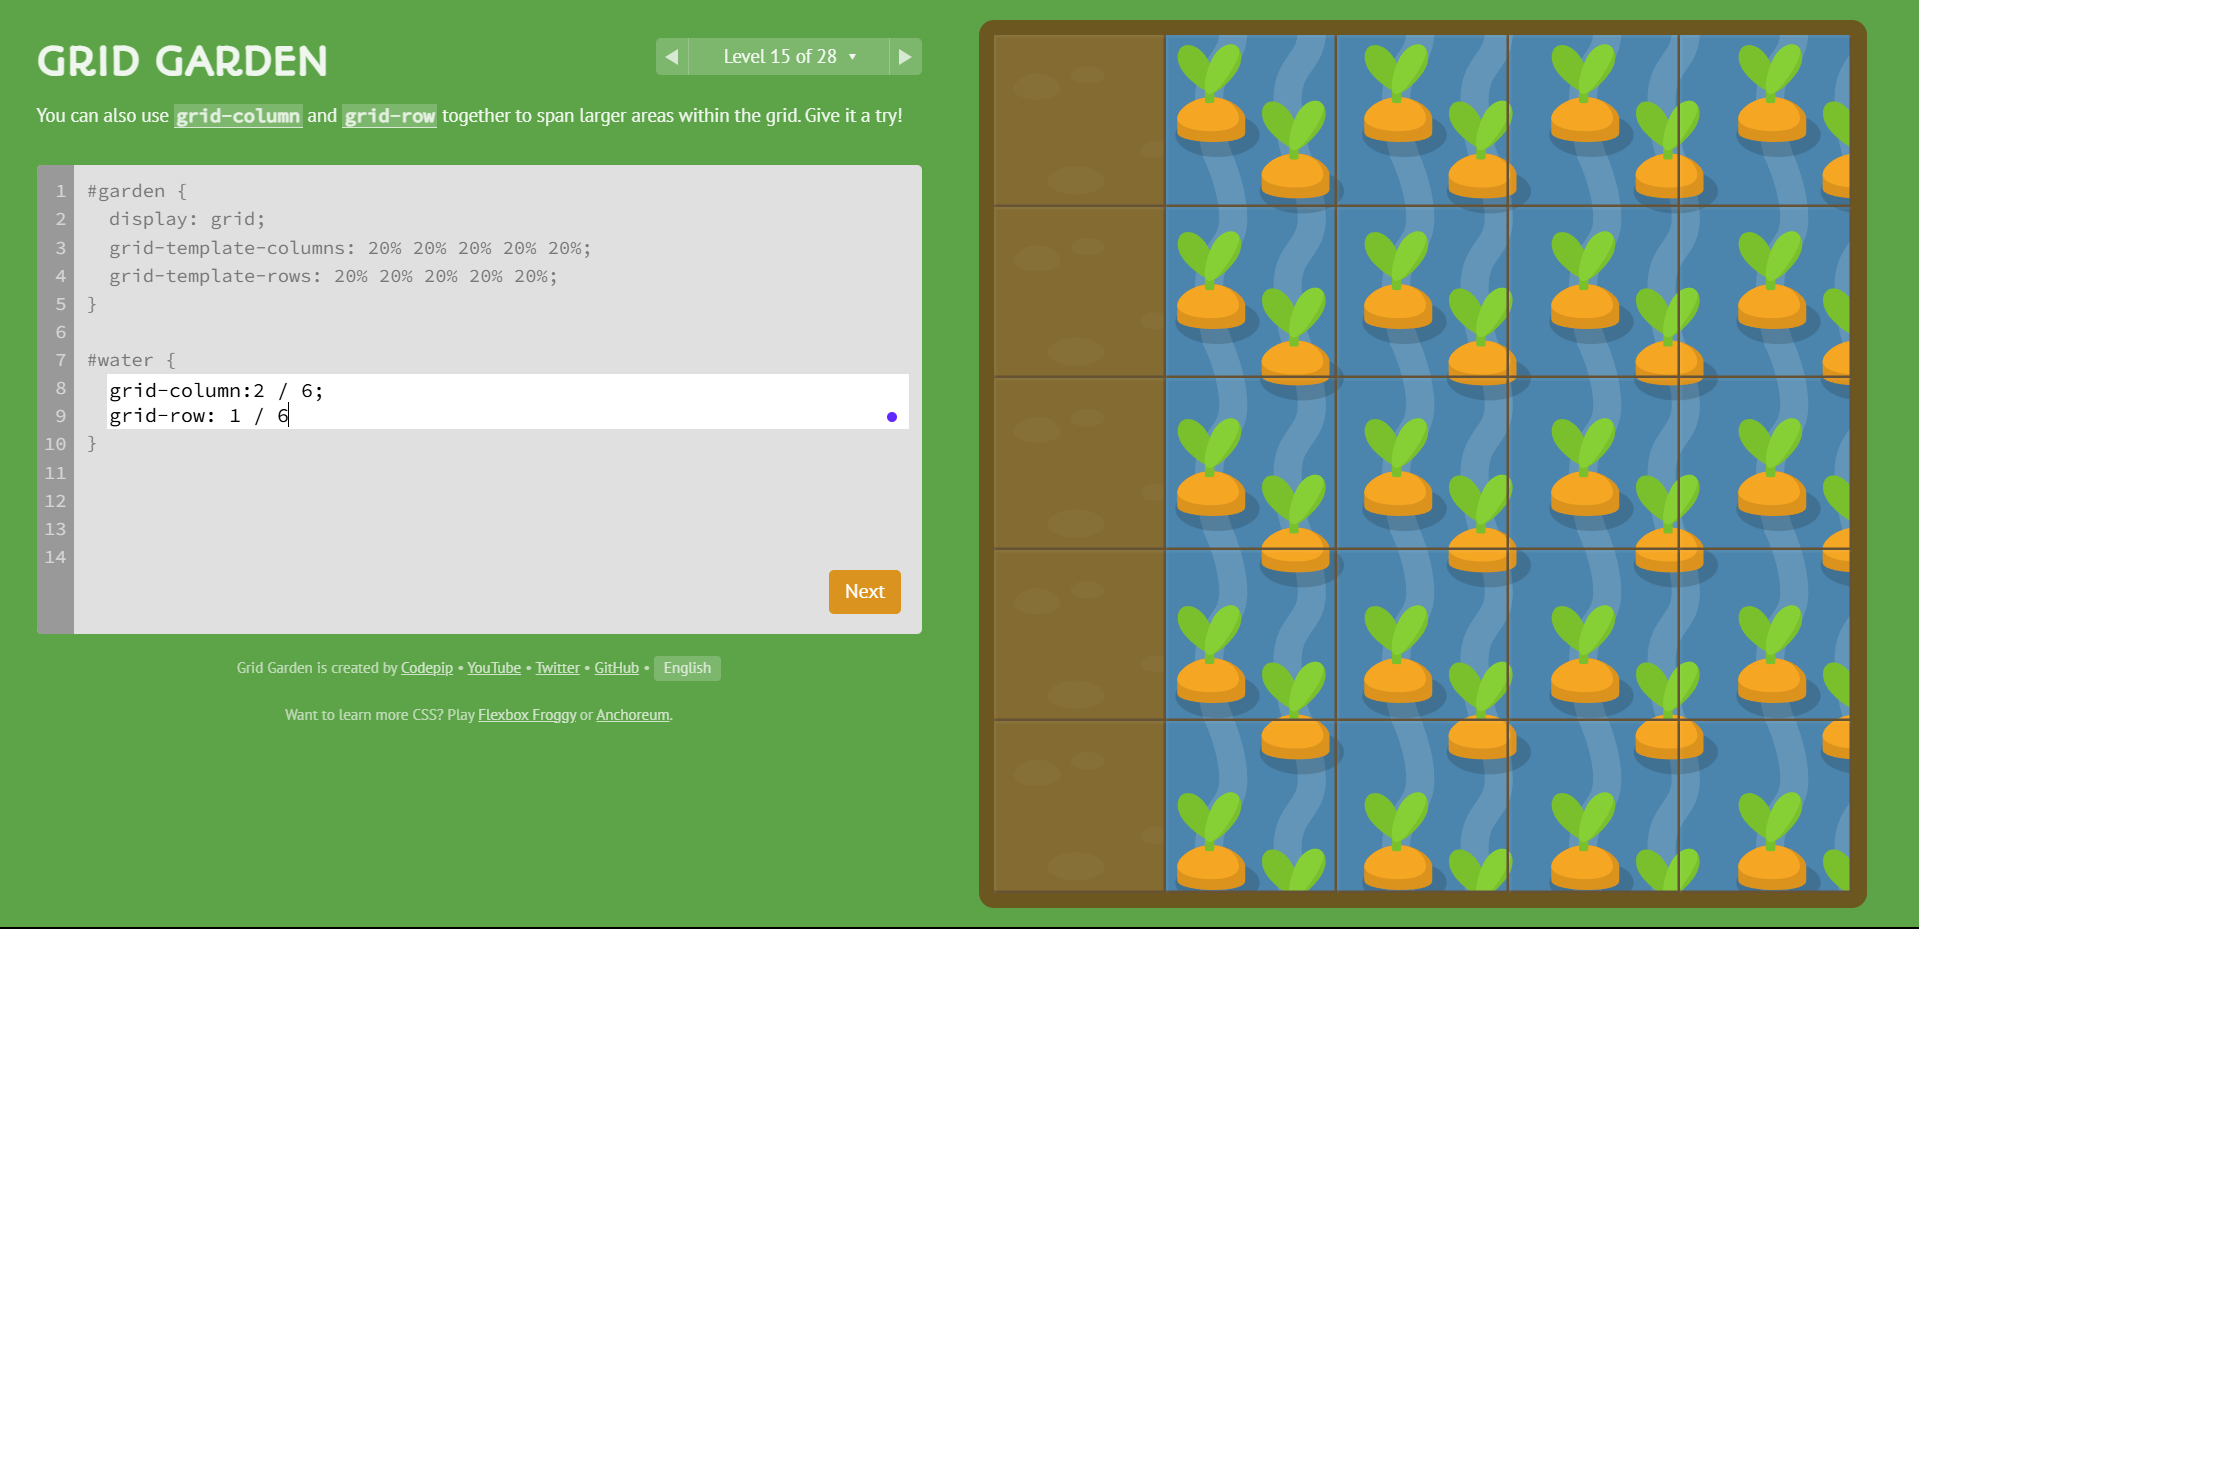 GRID GARDEN
Level 15 of 28
You can also use grid-column and grid-row together to span larger areas within the grid. Give it a try!
1 #garden {
2 display: grid;
3 grid-template-columns: 20% 20% 20% 20% 20%;
4 grid-template-rows: 20% 20% 20% 20% 20%;
5 }
6
7 #water {
8 grid-column:2 / 6;
9 grid-row: 1 / 6
10 }
11
12
13
14
Next
Grid Garden is created by Codepip • YouTube • Twitter • GitHub • English
Want to learn more CSS? Play Flexbox Froggy or Anchoreum.